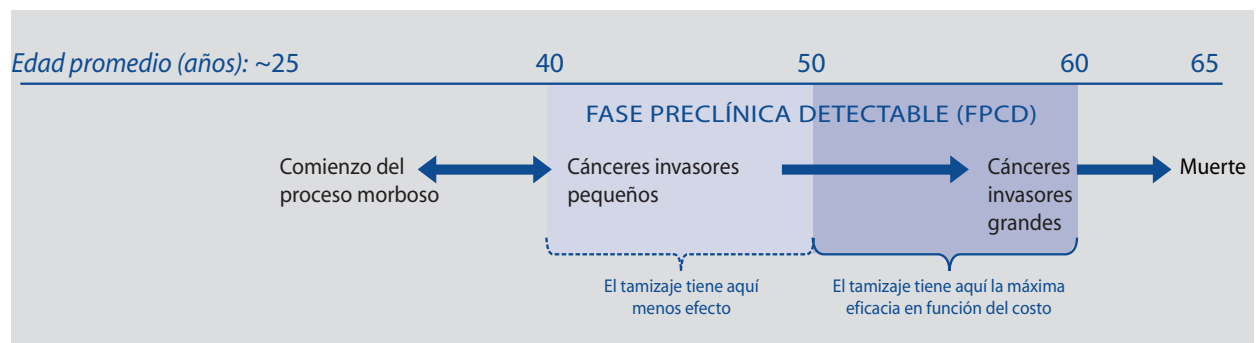 Edad promedio (años): ~25 40 50 60 65
FASE PRECLÍNICA DETECTABLE (FPCD)
Comienzo del
proceso morboso
Cánceres invasores
pequeños
Cánceres
invasores
grandes
Muerte
El tamizaje tiene aquí
menos efecto
El tamizaje tiene aquí la máxima
eficacia en función del costo